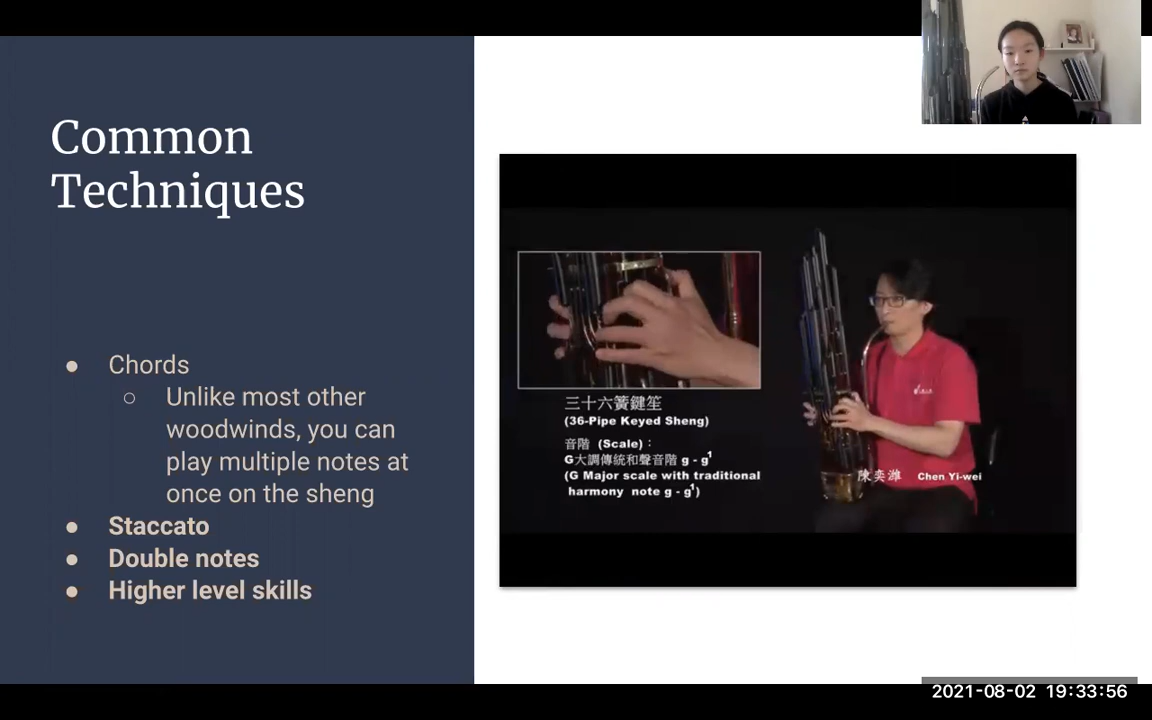 Common
Techniques
● Chords
○ Unlike most other
woodwinds, you can
play multiple notes at
once on the sheng
● Staccato
● Double notes
● Higher level skills
三十六簧鍵笙
(36-Pipe Keyed Sheng)
音階 (Scale)：
G大調傳統和聲音階 g - g¹
(G Major scale with traditional
harmony note g - g¹)
陳奕濰 Chen Yi-wei
2021-08-02 19:33:56